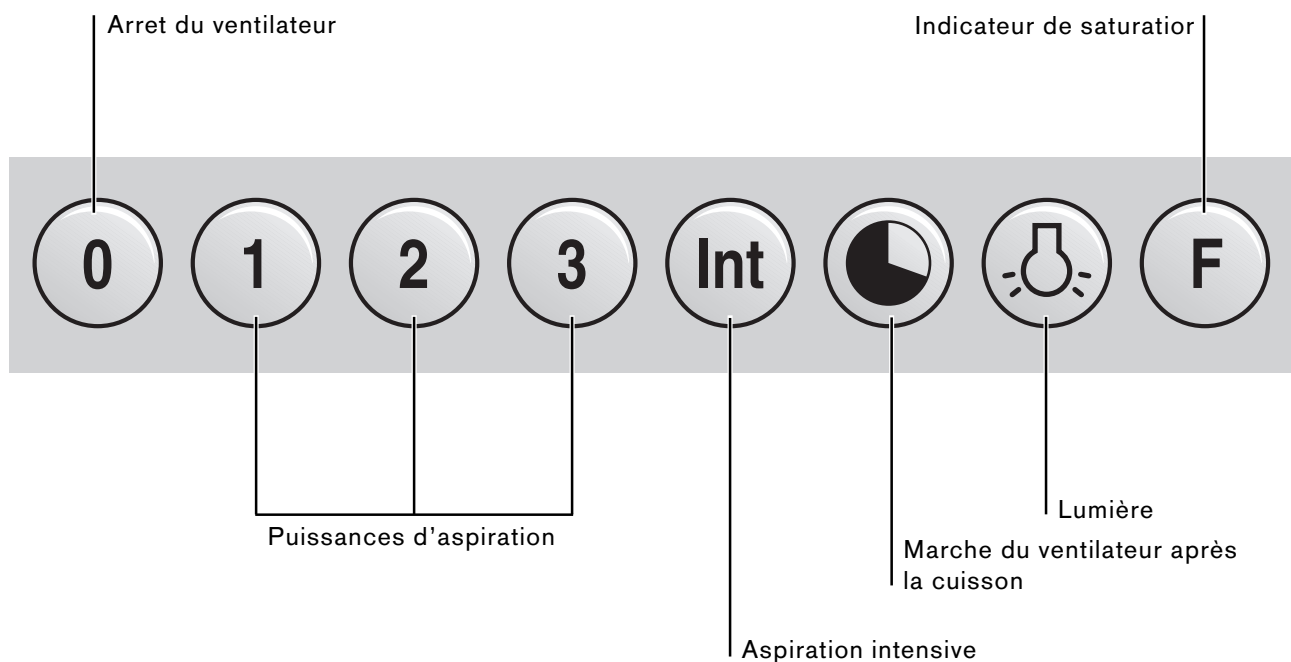 Arret du ventilateur
Indicateur de saturatior
0
1
2
3
Int
F
Puissances d'aspiration
Lumière
Marche du ventilateur après
la cuisson
Aspiration intensive